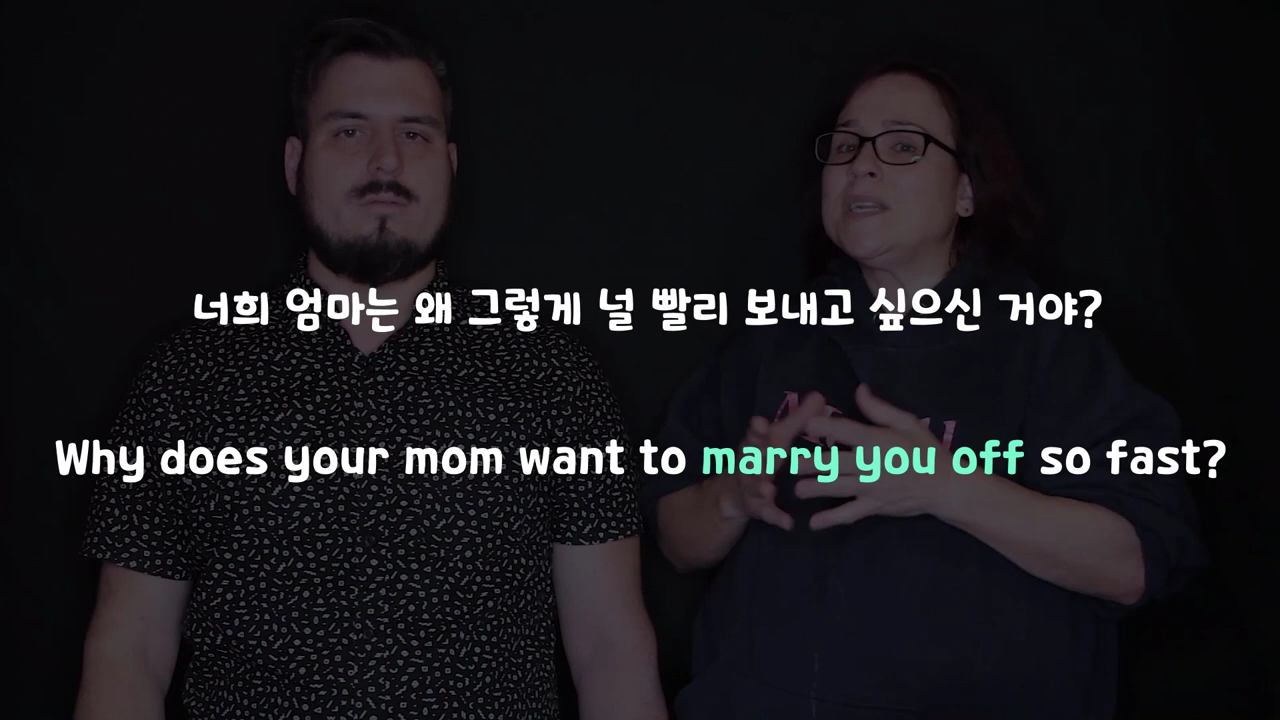 너희 엄마는 왜 그렇게 널 빨리 보내고 싶으신 거야?
Why does your mom want to marry you off so fast?